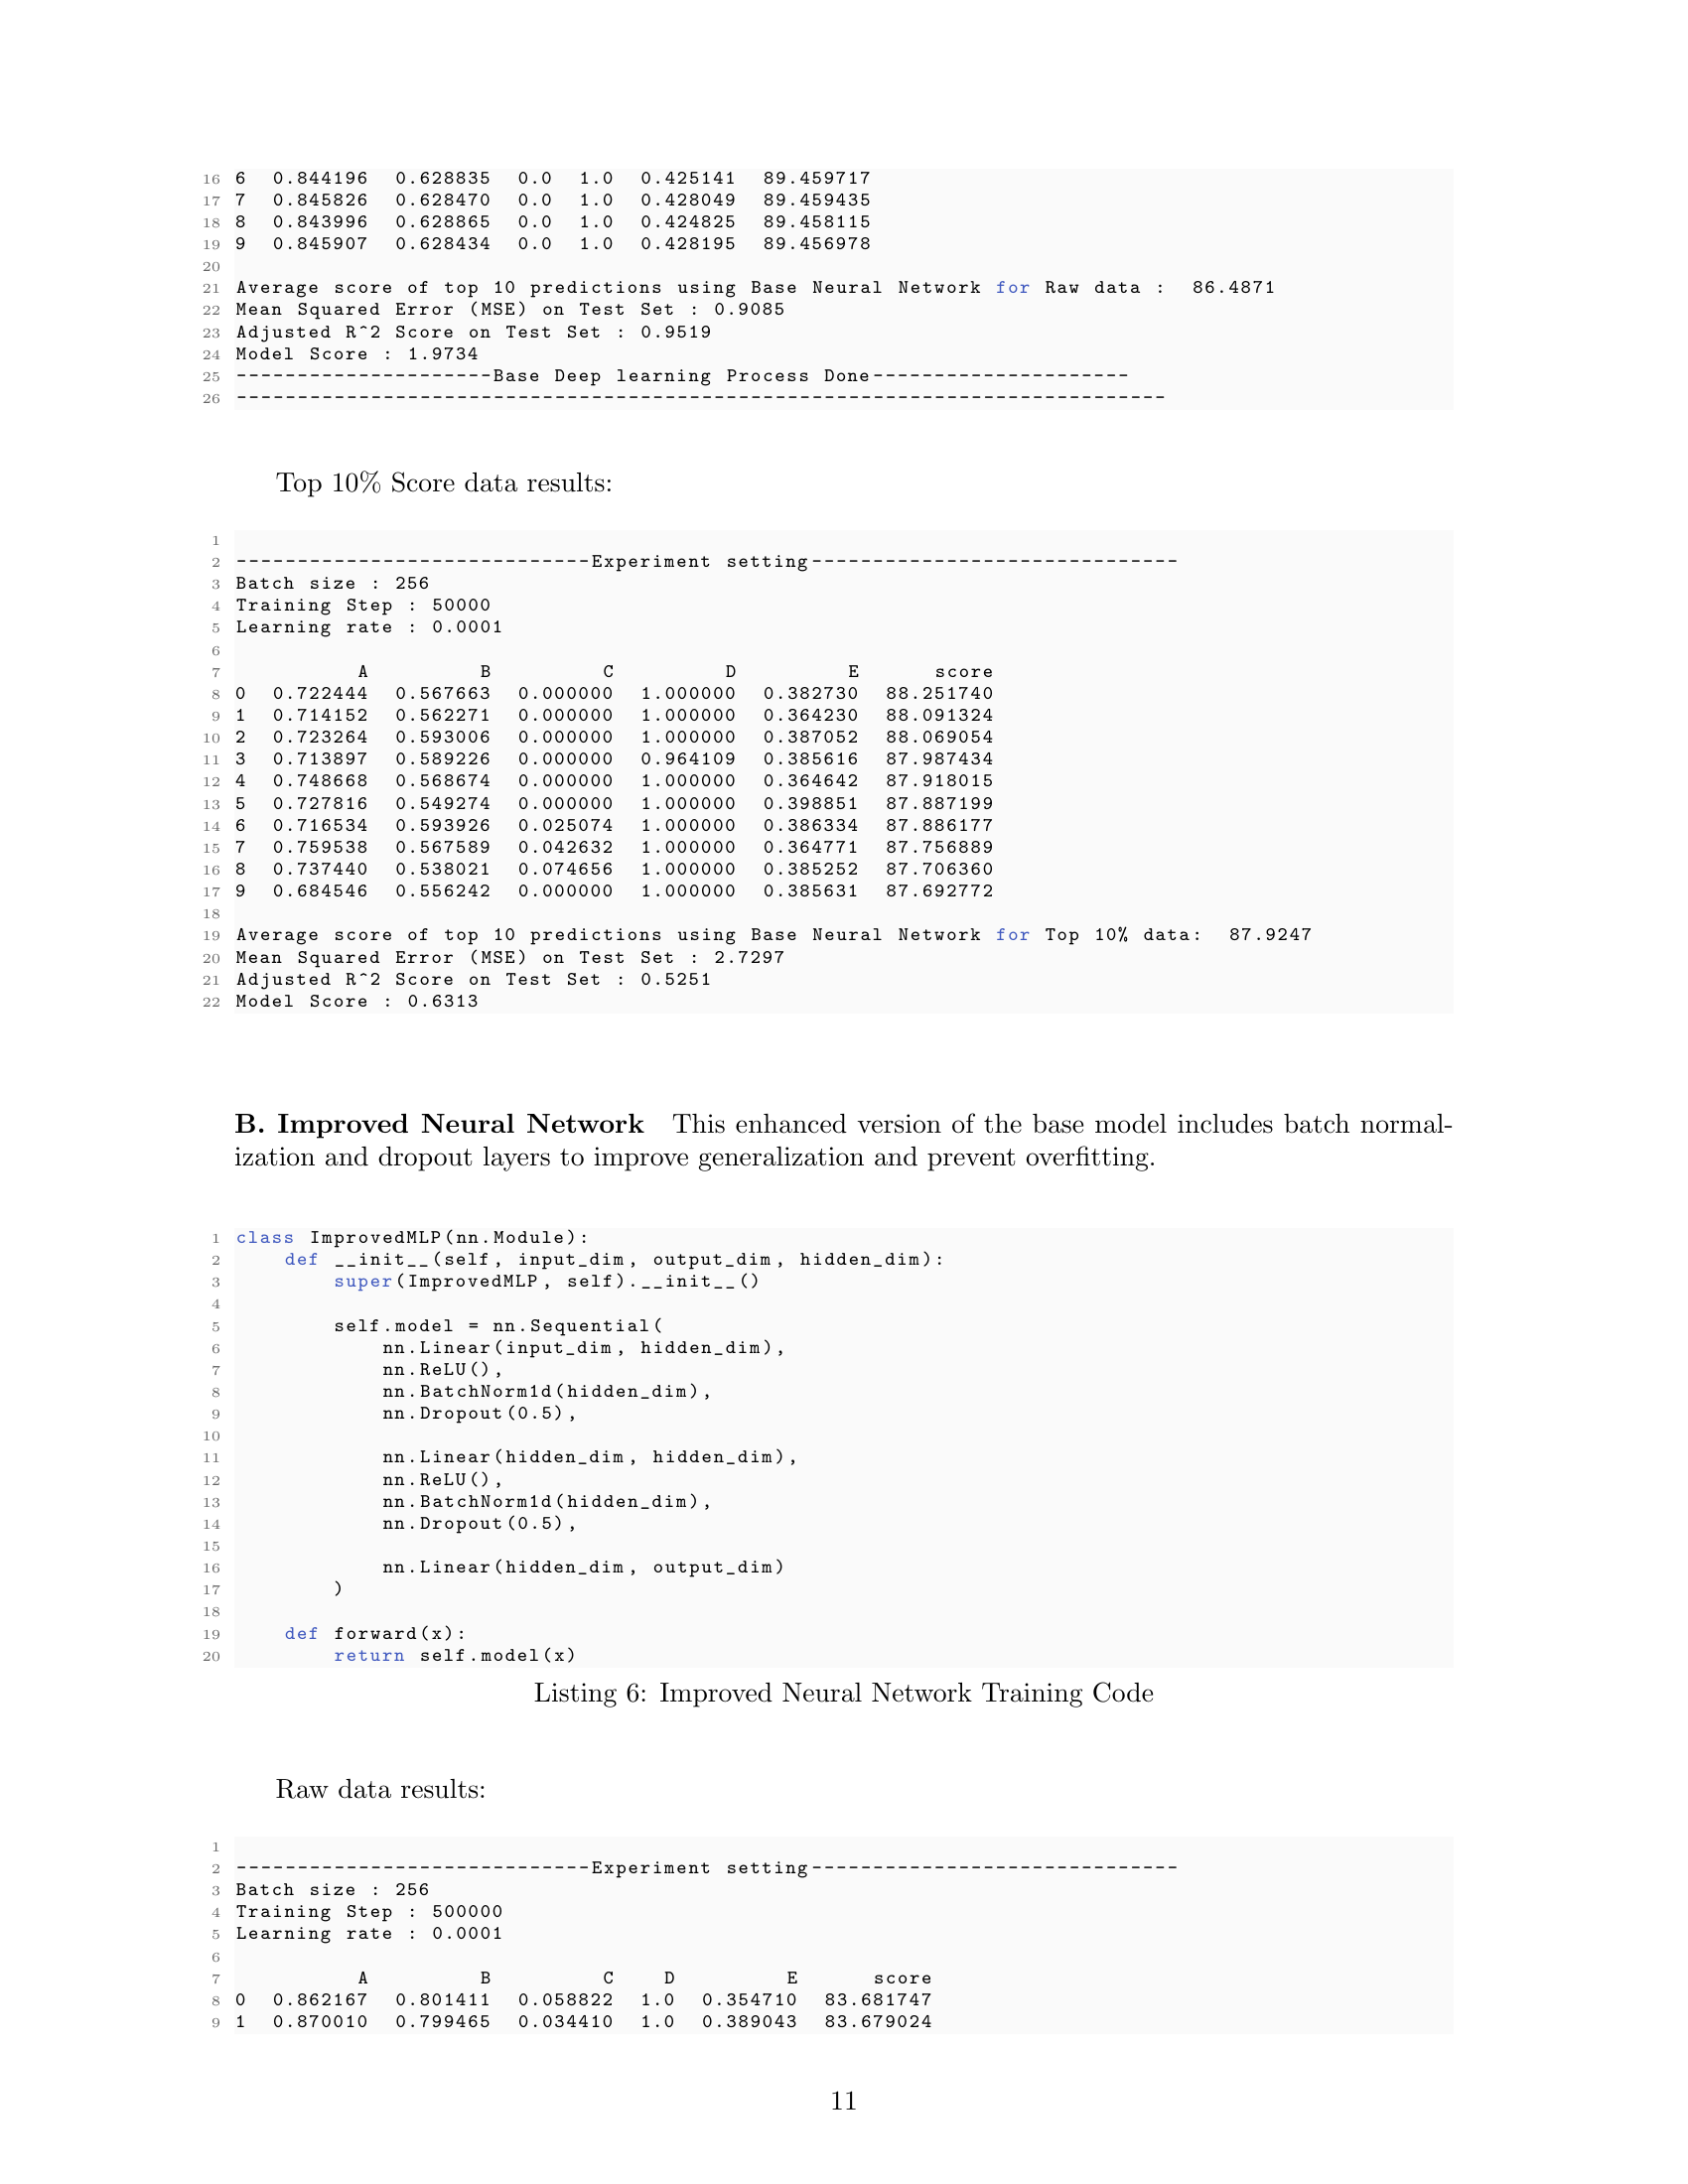 16 6  0.844196  0.628835  0.0  1.0  0.425141  89.459717
17 7  0.845826  0.628470  0.0  1.0  0.428049  89.459435
18 8  0.843996  0.628865  0.0  1.0  0.424825  89.458115
19 9  0.845907  0.628434  0.0  1.0  0.428195  89.456978
20
21 Average score of top 10 predictions using Base Neural Network for Raw data :  86.4871
22 Mean Squared Error (MSE) on Test Set : 0.9085
23 Adjusted R^2 Score on Test Set : 0.9519
24 Model Score : 1.9734
25 ---------------------Base Deep learning Process Done---------------------
26 ----------------------------------------------------------------------------
Top 10% Score data results:
1
2 -----------------------------Experiment setting------------------------------
3 Batch size : 256
4 Training Step : 50000
5 Learning rate : 0.0001
6
7           A         B         C         D         E      score
8 0  0.722444  0.567663  0.000000  1.000000  0.382730  88.251740
9 1  0.714152  0.562271  0.000000  1.000000  0.364230  88.091324
10 2  0.723264  0.593006  0.000000  1.000000  0.387052  88.069054
11 3  0.713897  0.589226  0.000000  0.964109  0.385616  87.987434
12 4  0.748668  0.568674  0.000000  1.000000  0.364642  87.918015
13 5  0.727816  0.549274  0.000000  1.000000  0.398851  87.887199
14 6  0.716534  0.593926  0.025074  1.000000  0.386334  87.886177
15 7  0.759538  0.567589  0.042632  1.000000  0.364771  87.756889
16 8  0.737440  0.538021  0.074656  1.000000  0.385252  87.706360
17 9  0.684546  0.556242  0.000000  1.000000  0.385631  87.692772
18
19 Average score of top 10 predictions using Base Neural Network for Top 10% data:  87.9247
20 Mean Squared Error (MSE) on Test Set : 2.7297
21 Adjusted R^2 Score on Test Set : 0.5251
22 Model Score : 0.6313
B. Improved Neural Network This enhanced version of the base model includes batch normal-
ization and dropout layers to improve generalization and prevent overfitting.
1 class ImprovedMLP(nn.Module):
2     def __init__(self, input_dim, output_dim, hidden_dim):
3         super(ImprovedMLP, self).__init__()
4
5         self.model = nn.Sequential(
6             nn.Linear(input_dim, hidden_dim),
7             nn.ReLU(),
8             nn.BatchNorm1d(hidden_dim),
9             nn.Dropout(0.5),
10
11             nn.Linear(hidden_dim, hidden_dim),
12             nn.ReLU(),
13             nn.BatchNorm1d(hidden_dim),
14             nn.Dropout(0.5),
15
16             nn.Linear(hidden_dim, output_dim)
17         )
18
19     def forward(x):
20         return self.model(x)
Listing 6: Improved Neural Network Training Code
Raw data results:
1
2 -----------------------------Experiment setting------------------------------
3 Batch size : 256
4 Training Step : 500000
5 Learning rate : 0.0001
6
7           A         B         C    D         E      score
8 0  0.862167  0.801411  0.058822  1.0  0.354710  83.681747
9 1  0.870010  0.799465  0.034410  1.0  0.389043  83.679024
11